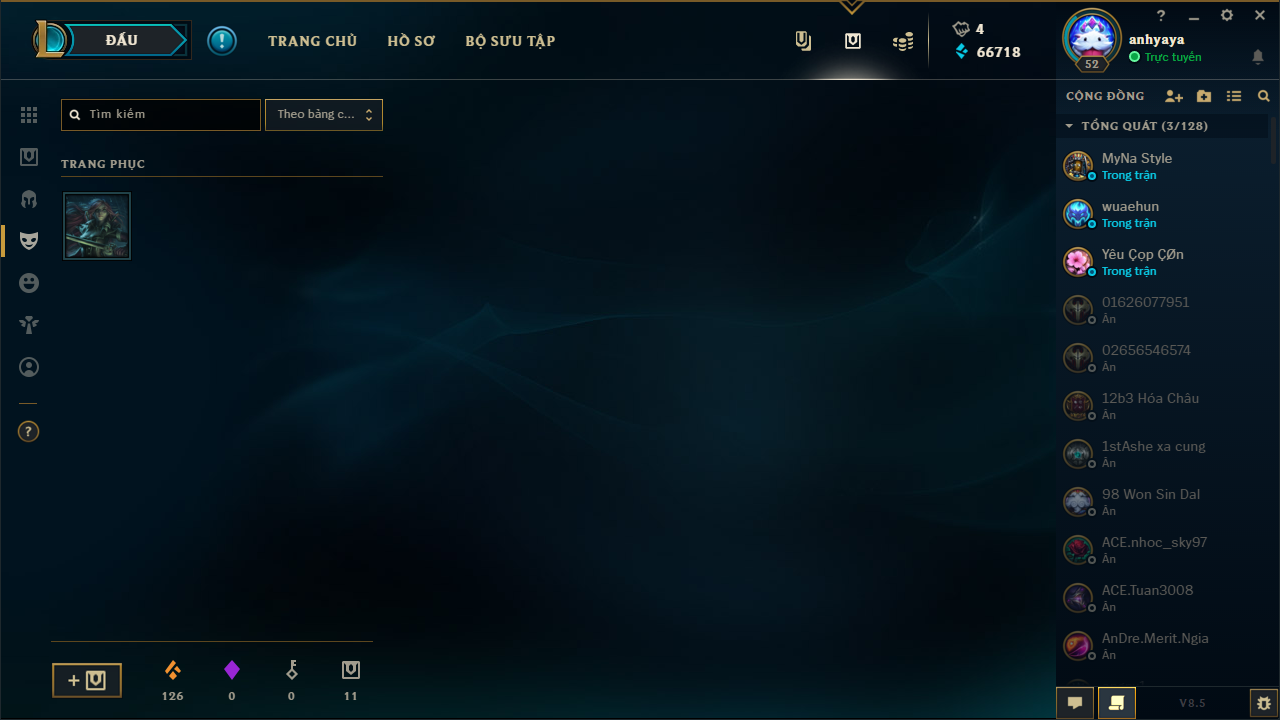 ĐẤU
TRANG CHỦ
HỒ SƠ
BỘ SƯU TẬP
4
66718
52
anhyaya
Trực tuyến
Tìm kiếm
Theo bảng c...
TRANG PHỤC
CỘNG ĐỒNG
TỔNG QUÁT (3/128)
MyNa Style
Trong trận
wuaehun
Trong trận
Yêu Çọp ÇØn
Trong trận
01626077951
Ẩn
02656546574
Ẩn
12b3 Hóa Châu
Ẩn
1stAshe xa cung
Ẩn
98 Won Sin Dal
Ẩn
ACE.nhoc_sky97
Ẩn
ACE.Tuan3008
Ẩn
AnDre.Merit.Ngia
Ẩn
126
0
0
11
V8.5